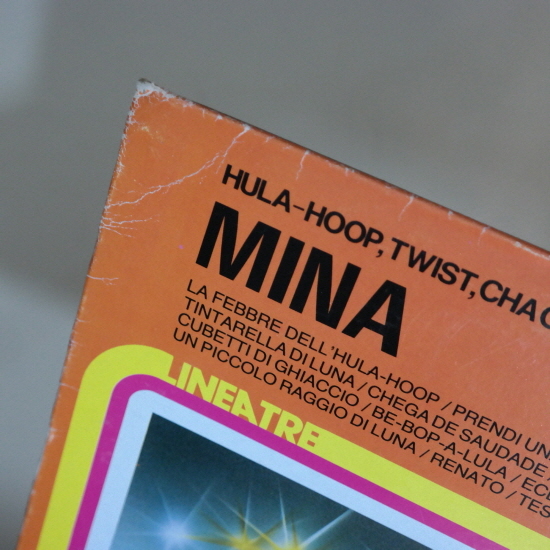 HULA-HOOP, TWIST, CHA
MINA
LA FEBBRE DELL'HULA-HOOP / PRENDI UN
TINTARELLA DI LUNA / CHEGA DE SAUDADE
CUBETTI DI GHIACCIO / BE-BOP-A-LULA / EC
UN PICCOLO RAGGIO DI LUNA / RENATO / TES
LINEATRE